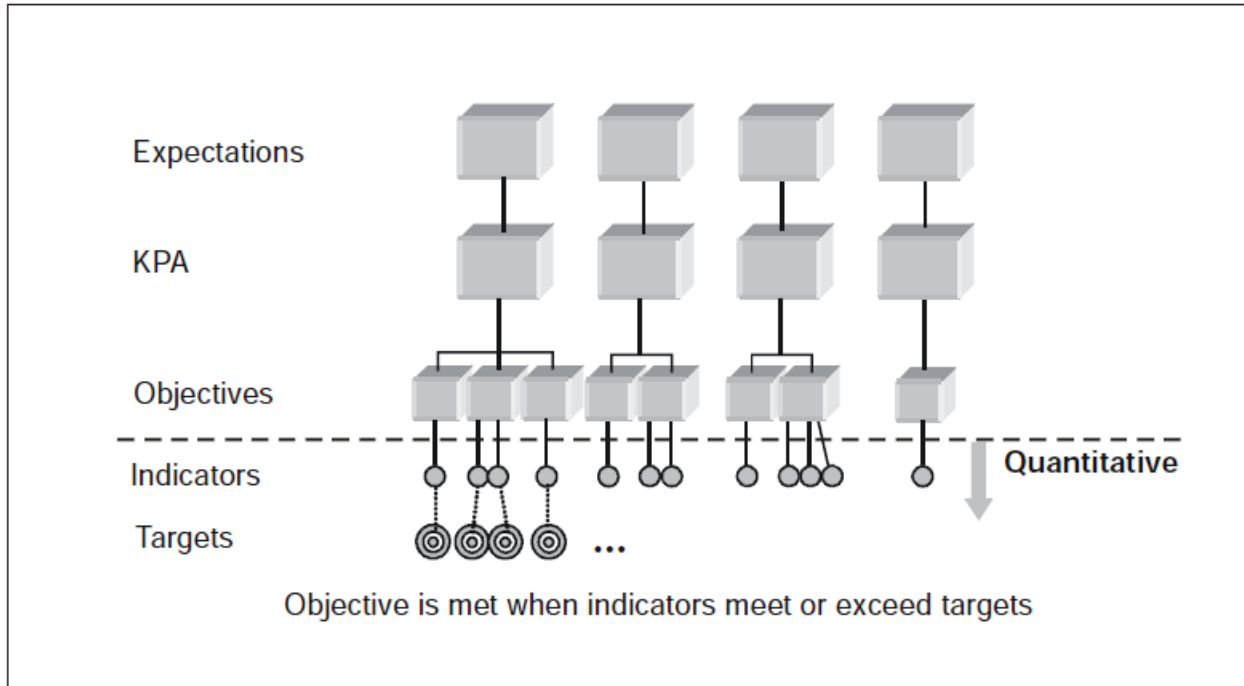 Expectations
KPA
Objectives
Indicators
Quantitative
Targets
...
Objective is met when indicators meet or exceed targets